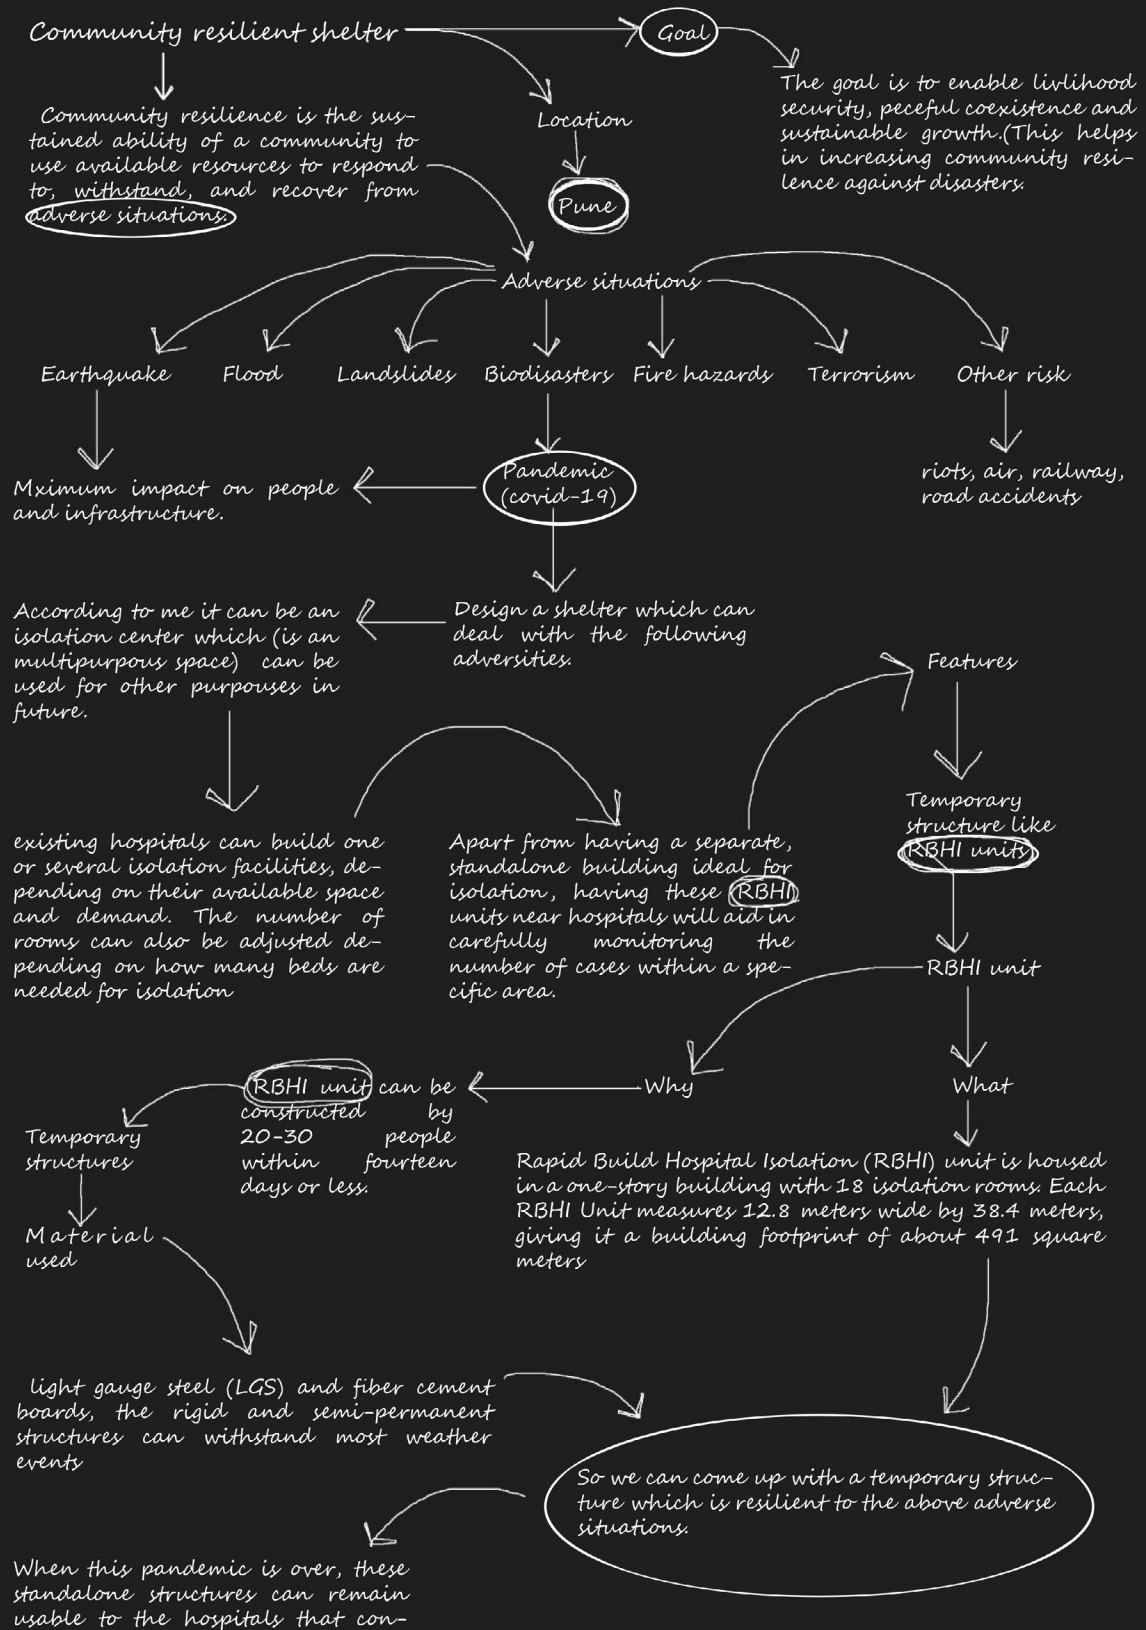 Community resilient shelter
Goal
The goal is to enable livlihood
security, peceful coexistence and
sustainable growth.(This helps
in increasing community resi-
lence against disasters.
Community resilience is the sus-
tained ability of a community to
use available resources to respond
to, withstand, and recover from
adverse situations.
Location
Pune
Adverse situations
Earthquake
Flood
Landslides
Biodisasters
Fire hazards
Terrorism
Other risk
Mximum impact on people
and infrastructure.
Pandemic
(covid-19)
riots, air, railway,
road accidents
According to me it can be an
isolation center which (is an
multipurpous space) can be
used for other purpouses in
future.
Design a shelter which can
deal with the following
adversities.
Features
Temporary
structure like
RBHI units
existing hospitals can build one
or several isolation facilities, de-
pending on their available space
and demand. The number of
rooms can also be adjusted de-
pending on how many beds are
needed for isolation
Apart from having a separate,
standalone building ideal for
isolation, having these RBHI
units near hospitals will aid in
carefully monitoring the
number of cases within a spe-
cific area.
RBHI unit
Why
What
RBHI unit can be
constructed by
20-30 people
within fourteen
days or less.
Temporary
structures
Material
used
Rapid Build Hospital Isolation (RBHI) unit is housed
in a one-story building with 18 isolation rooms. Each
RBHI Unit measures 12.8 meters wide by 38.4 meters,
giving it a building footprint of about 491 square
meters
light gauge steel (LGS) and fiber cement
boards, the rigid and semi-permanent
structures can withstand most weather
events
So we can come up with a temporary struc-
ture which is resilient to the above adverse
situations.
When this pandemic is over, these
standalone structures can remain
usable to the hospitals that con-